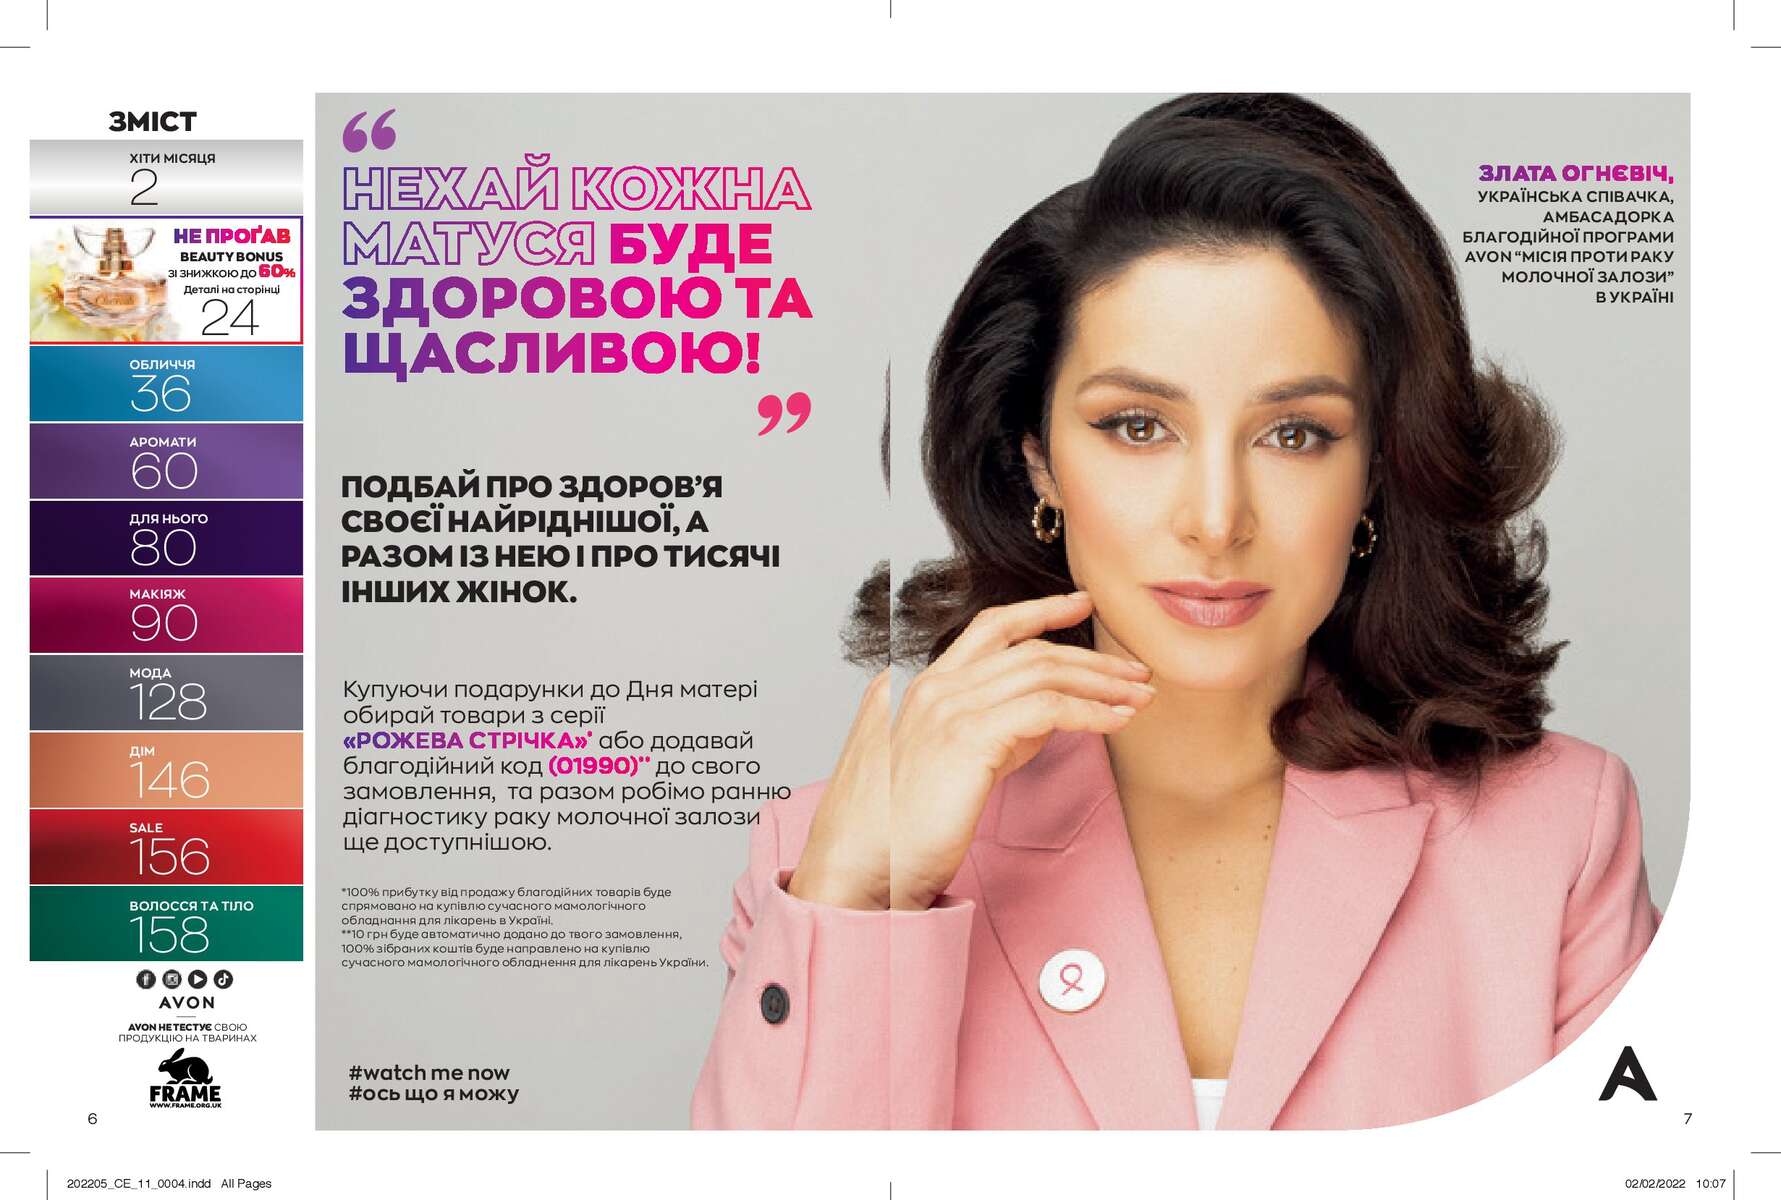 ЗМІСТ
ХІТИ МІСЯЦЯ
2
НЕ ПРОҐАВ
BEAUTY BONUS
ЗІ ЗНИЖКОЮ ДО 60%
Деталі на сторінці
24
Cherish
ОБЛИЧЧЯ
36
АРОМАТИ
60
ДЛЯ НЬОГО
80
МАКІЯЖ
90
МОДА
128
ДІМ
146
SALE
156
ВОЛОССЯ ТА ТІЛО
158
AVON
AVON НЕ ТЕСТУЄ СВОЮ
ПРОДУКЦІЮ НА ТВАРИНАХ
FRAME
WWW.FRAME.ORG.UK
6
“
НЕХАЙ КОЖНА
МАТУСЯ БУДЕ
ЗДОРОВОЮ ТА
ЩАСЛИВОЮ!
”
ПОДБАЙ ПРО ЗДОРОВ’Я
СВОЄЇ НАЙРІДНІШОЇ, А
РАЗОМ ІЗ НЕЮ І ПРО ТИСЯЧІ
ІНШИХ ЖІНОК.
Купуючи подарунки до Дня матері
обирай товари з серії
«РОЖЕВА СТРІЧКА»* або додавай
благодійний код (01990)** до свого
замовлення, та разом робімо ранню
діагностику раку молочної залози
ще доступнішою.
*100% прибутку від продажу благодійних товарів буде
спрямовано на купівлю сучасного мамологічного
обладнання для лікарень в Україні.
**10 грн буде автоматично додано до твого замовлення,
100% зібраних коштів буде направлено на купівлю
сучасного мамологічного обладнення для лікарень України.
#watch me now
#ось що я можу
ЗЛАТА ОГНЄВІЧ,
УКРАЇНСЬКА СПІВАЧКА,
АМБАСАДОРКА
БЛАГОДІЙНОЇ ПРОГРАМИ
AVON “МІСІЯ ПРОТИ РАКУ
МОЛОЧНОЇ ЗАЛОЗИ”
В УКРАЇНІ
7
202205_CE_11_0004.indd All Pages
02/02/2022 10:07